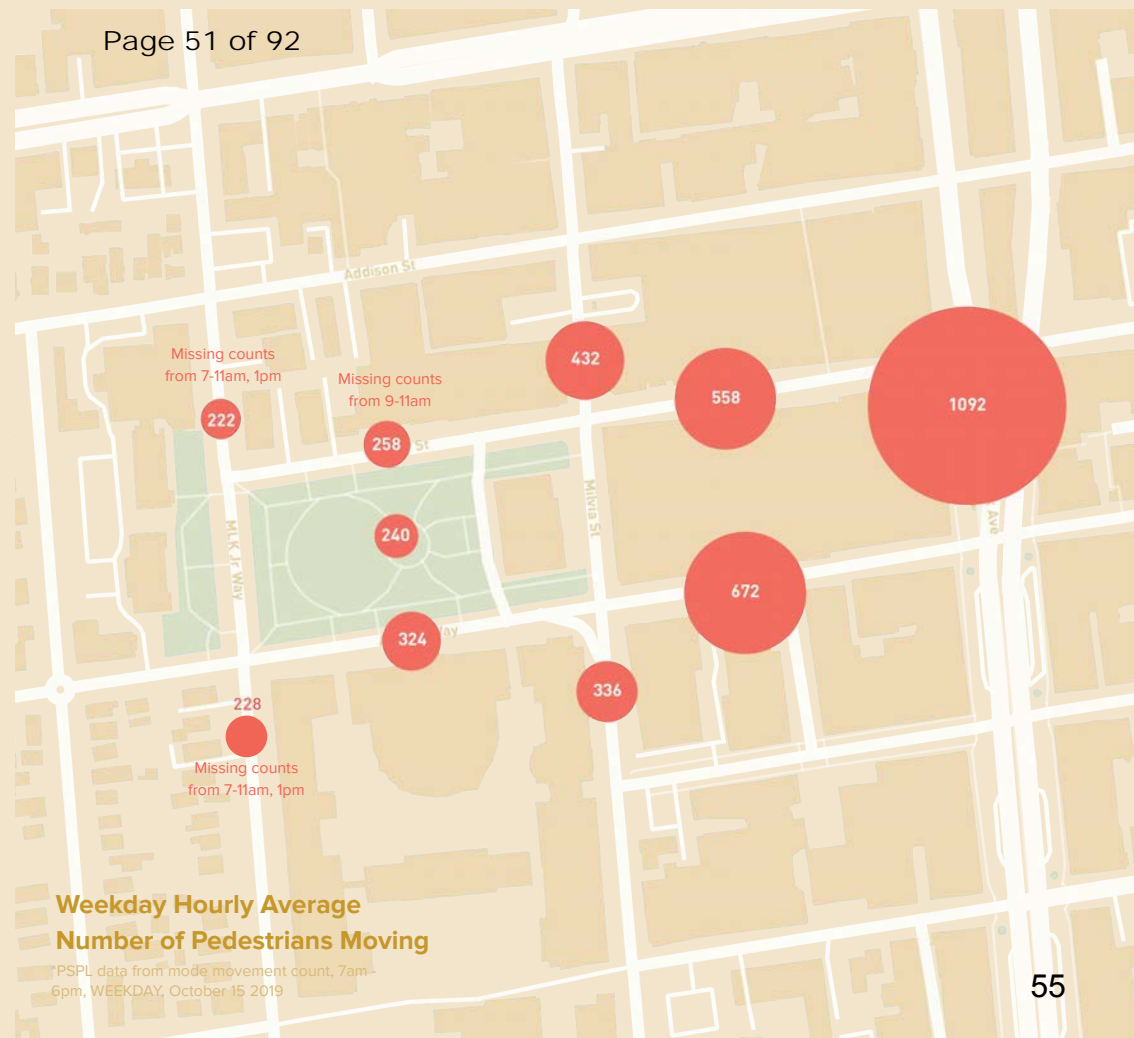 Page 51 of 92
Addison St
Missing counts
from 7-11am, 1pm
Missing counts
from 9-11am
432
558
1092
222
258
St
240
MLK Jr Way
Milvia St
Ave
672
324
ay
336
228
Missing counts
from 7-11am, 1pm
Weekday Hourly Average
Number of Pedestrians Moving
*PSPL data from mode movement count, 7am -
6pm, WEEKDAY, October 15 2019
55